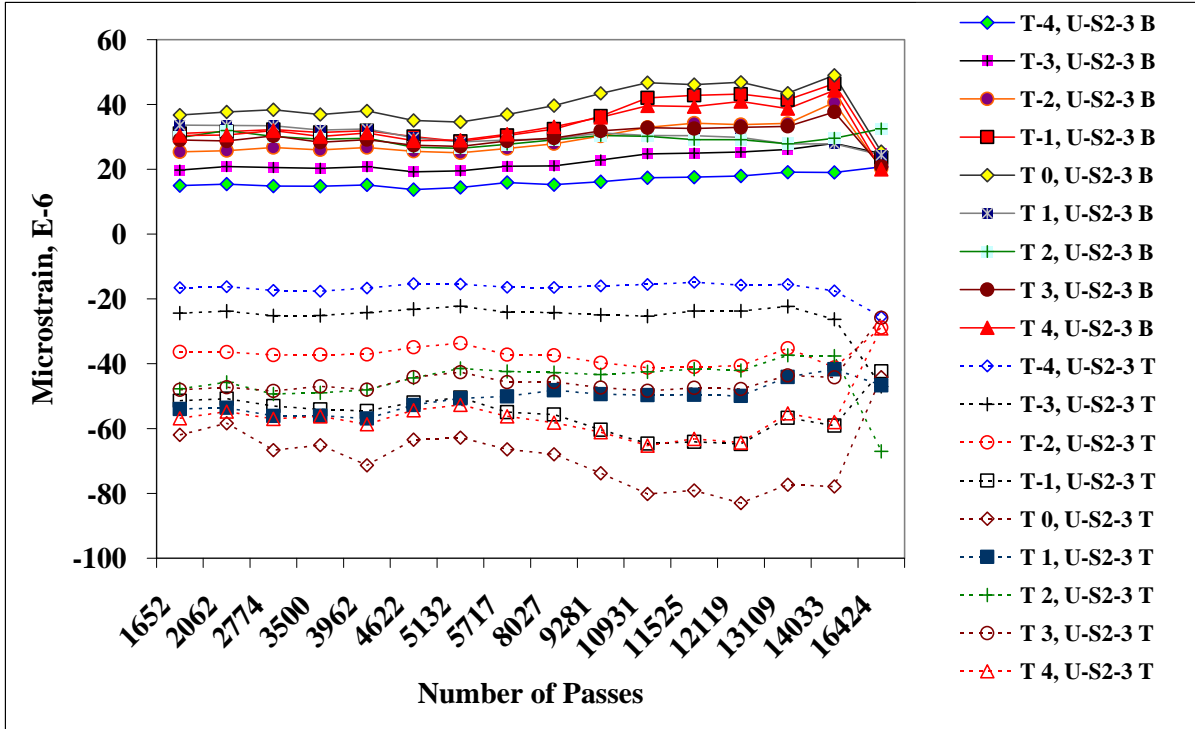 Microstrain, E-6
60
40
20
0
-20
-40
-60
-80
-100
1652
2062
2774
3500
3962
4622
5132
5717
8027
9281
10931
11525
12119
13109
14033
16424
Number of Passes
T-4, U-S2-3 B
T-3, U-S2-3 B
T-2, U-S2-3 B
T-1, U-S2-3 B
T 0, U-S2-3 B
T 1, U-S2-3 B
T 2, U-S2-3 B
T 3, U-S2-3 B
T 4, U-S2-3 B
T-4, U-S2-3 T
T-3, U-S2-3 T
T-2, U-S2-3 T
T-1, U-S2-3 T
T 0, U-S2-3 T
T 1, U-S2-3 T
T 2, U-S2-3 T
T 3, U-S2-3 T
T 4, U-S2-3 T